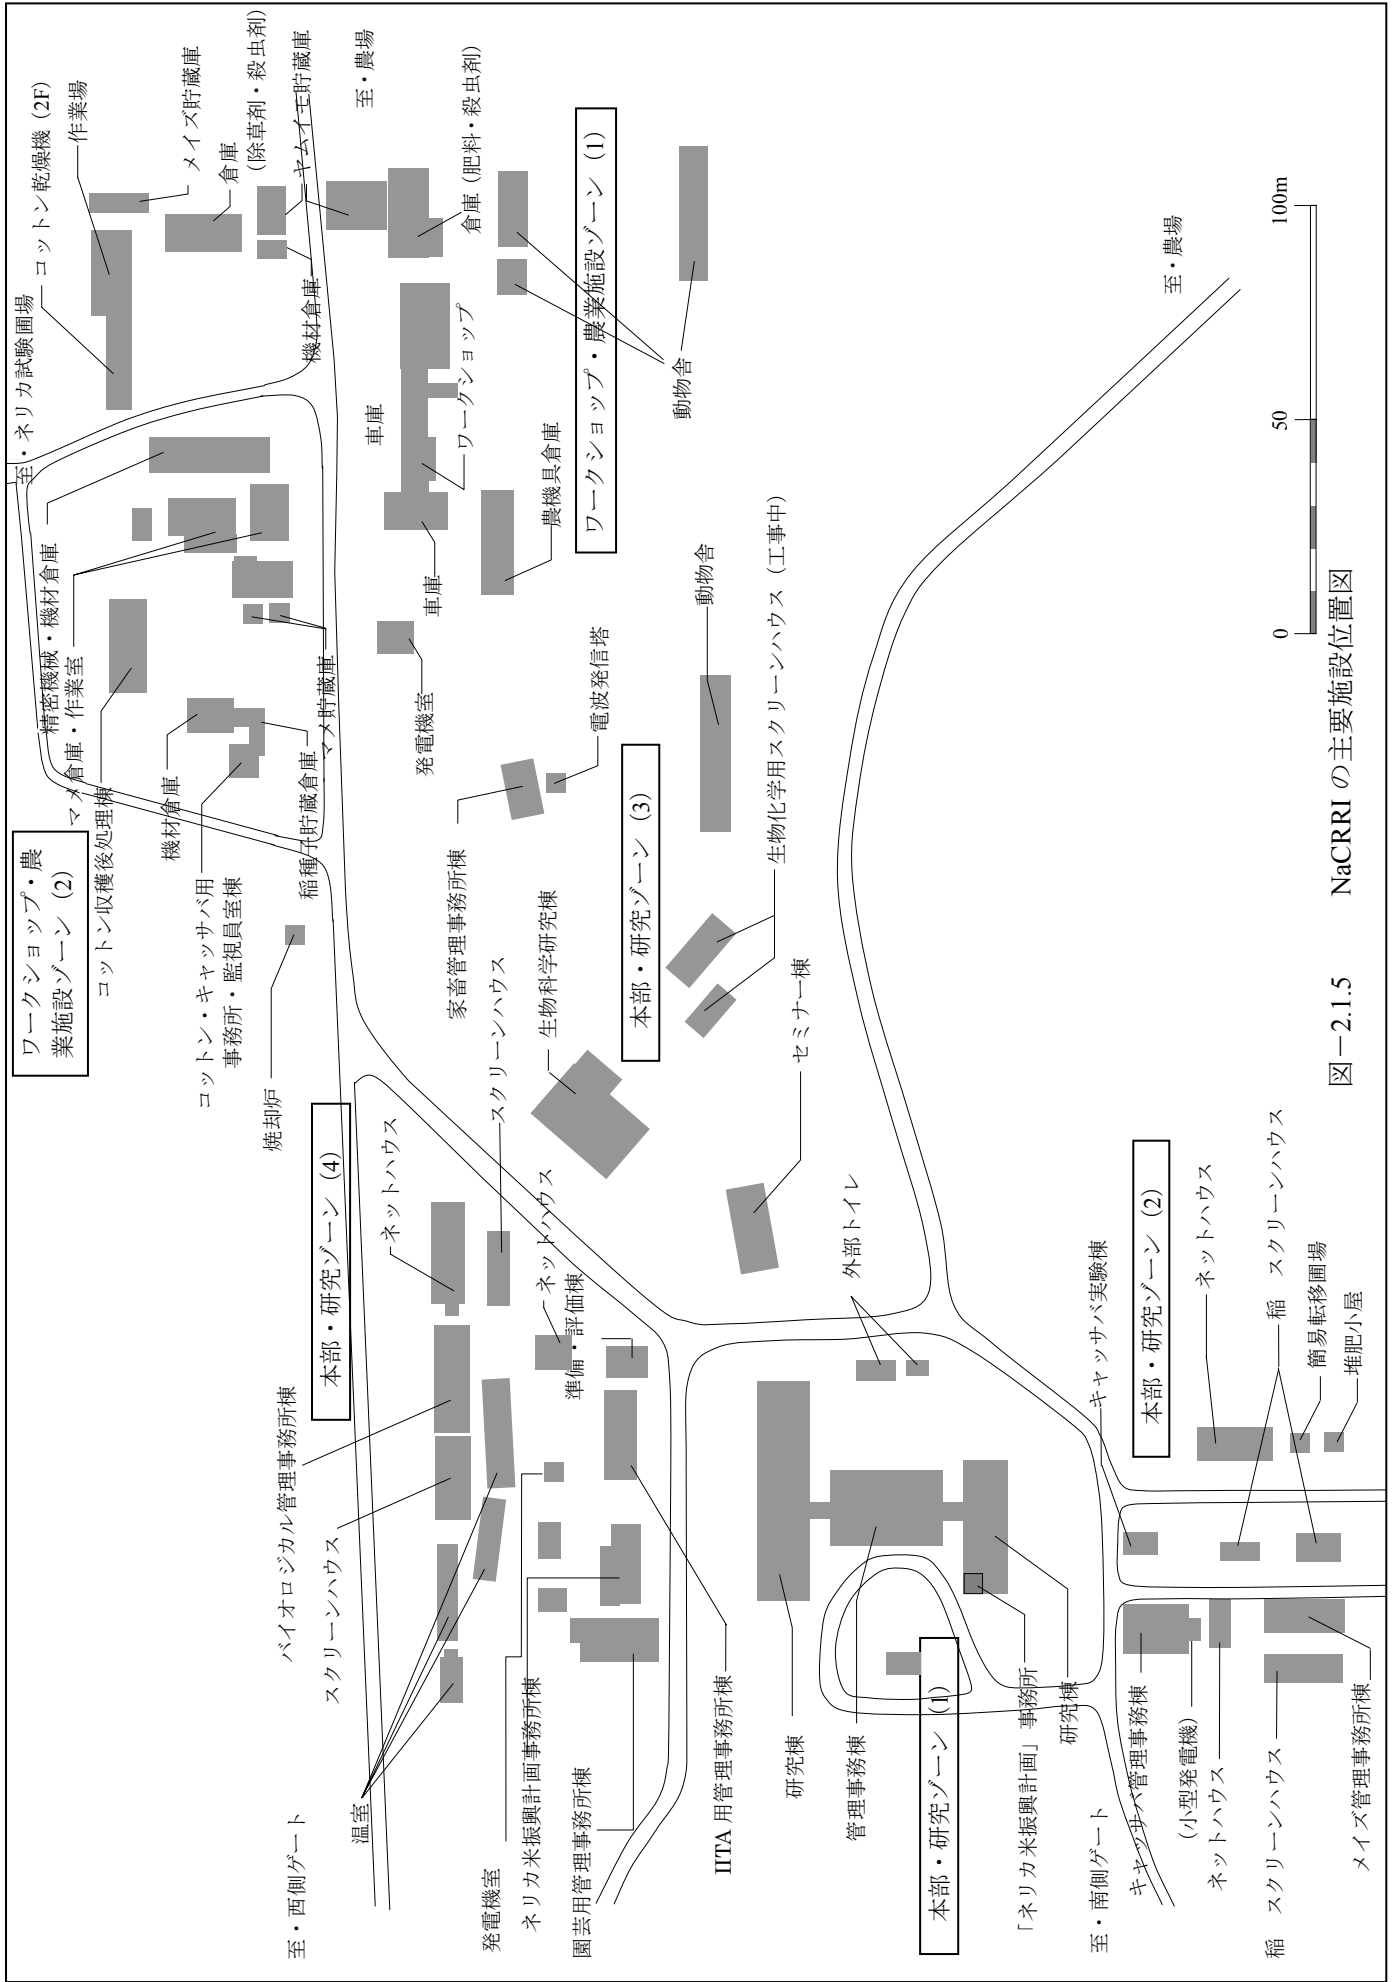 至・ネリカ試験圃場
コットン乾燥機 (2F)
作業場
メイズ貯蔵庫
倉庫
(除草剤・殺虫剤)
ヤムイモ貯蔵庫
至・農場
機材倉庫
車庫
ワークショップ
倉庫 (肥料・殺虫剤)
農機具倉庫
ワークショップ・農業施設ゾーン (1)
動物舎
至・農場
精密機械・機材倉庫
マメ倉庫・作業室
コットン収穫後処理棟
ワークショップ・農
業施設ゾーン (2)
機材倉庫
コットン・キャッサバ用
事務所・監視員室棟
稲種子貯蔵倉庫
マメ貯蔵庫
焼却炉
車庫
発電機室
電波発信塔
家畜管理事務所棟
スクリーンハウス
生物科学研究棟
本部・研究ゾーン (3)
動物舎
生物化学用スクリーンハウス (工事中)
セミナー棟
本部・研究ゾーン (4)
ネットハウス
ネットハウス
準備・評価棟
外部トイレ
バイオロジカル管理事務所棟
スクリーンハウス
至・西側ゲート
温室
発電機室
ネリカ米振興計画事務所棟
園芸用管理事務所棟
IITA 用管理事務所棟
研究棟
管理事務棟
本部・研究ゾーン (1)
「ネリカ米振興計画」事務所
研究棟
至・南側ゲート
キャッサバ管理事務棟
(小型発電機)
ネットハウス
稲 スクリーンハウス
メイズ管理事務所棟
キャッサバ実験棟
本部・研究ゾーン (2)
ネットハウス
稲 スクリーンハウス
簡易転移圃場
堆肥小屋
0 50 100m
図－2.1.5 NaCRRI の主要施設位置図